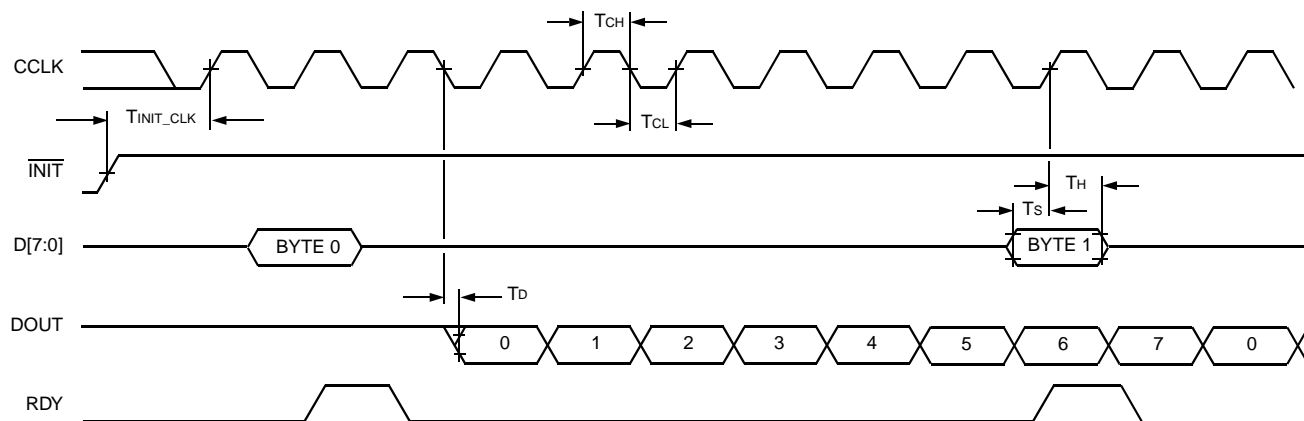 TCH
CCLK
TINIT_CLK
TCL
INIT
TH
TS
D[7:0]
BYTE 0
BYTE 1
TD
DOUT
0 1 2 3 4 5 6 7 0
RDY